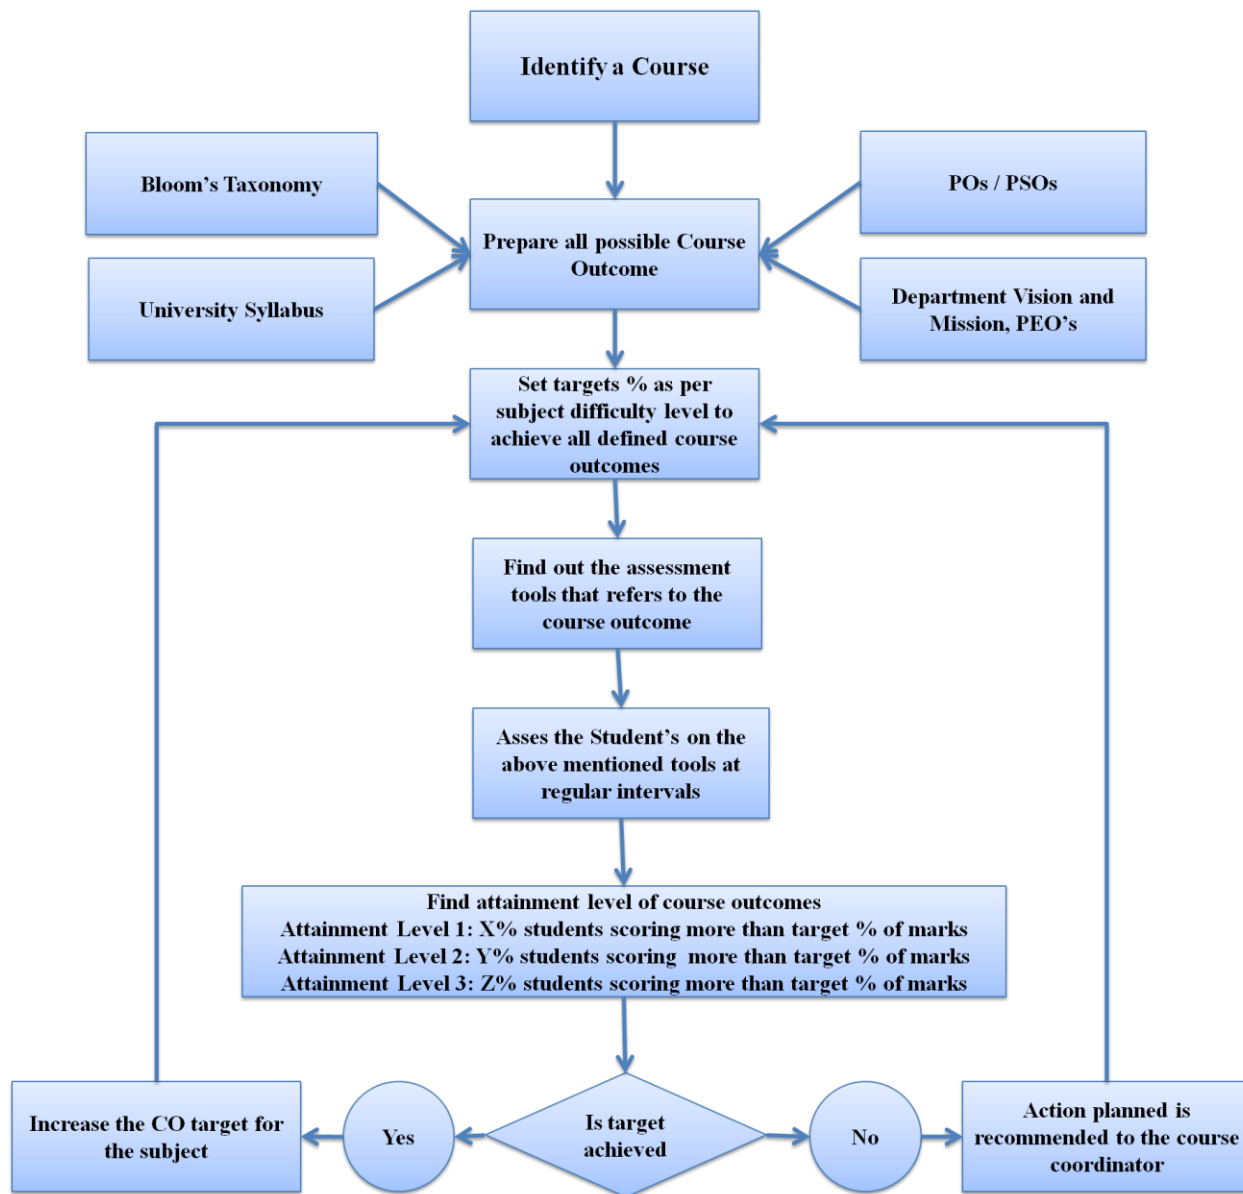 Identify a Course
Bloom's Taxonomy
POs / PSOs
Prepare all possible Course
Outcome
University Syllabus
Department Vision and
Mission, PEO's
Set targets % as per
subject difficulty level to
achieve all defined course
outcomes
Find out the assessment
tools that refers to the
course outcome
Asses the Student's on the
above mentioned tools at
regular intervals
Find attainment level of course outcomes
Attainment Level 1: X% students scoring more than target % of marks
Attainment Level 2: Y% students scoring  more than target % of marks
Attainment Level 3: Z% students scoring more than target % of marks
Increase the CO target for
the subject
Yes
Is target
achieved
No
Action planned is
recommended to the course
coordinator